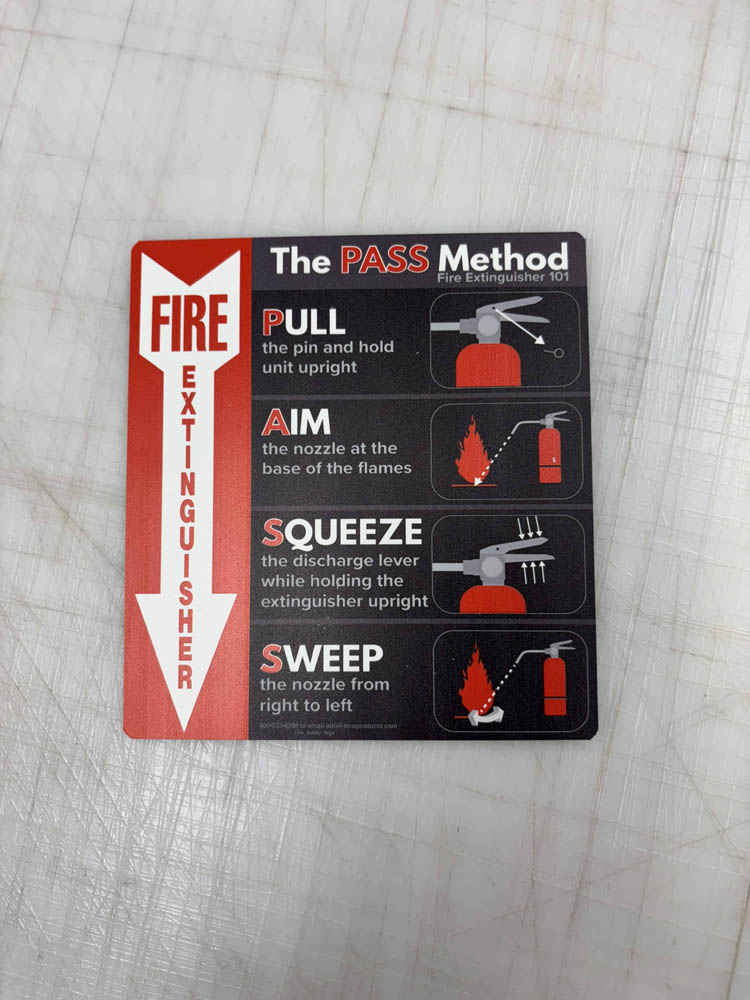 FIRE
EXTINGUISHER
The PASS Method
Fire Extinguisher 101
PULL
the pin and hold
unit upright
AIM
the nozzle at the
base of the flames
SQUEEZE
the discharge lever
while holding the
extinguisher upright
SWEEP
the nozzle from
right to left
or email